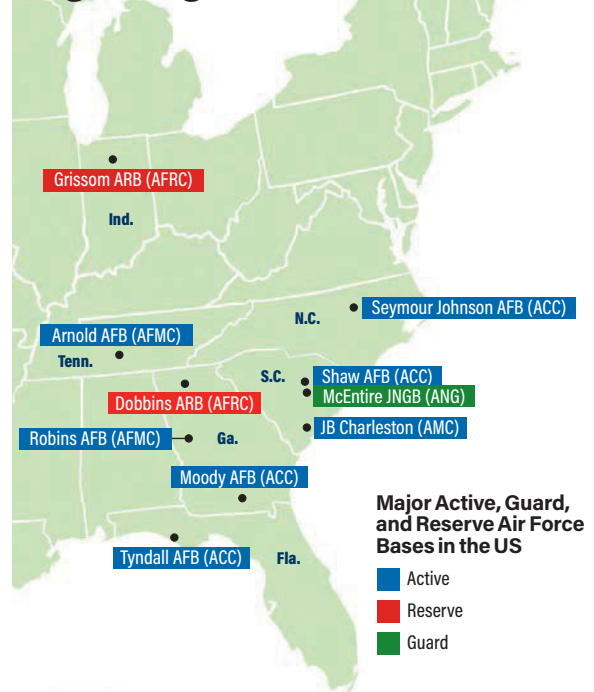 Grissom ARB (AFRC)
Ind.
Seymour Johnson AFB (ACC)
N.C.
Arnold AFB (AFMC)
Tenn.
S.C.
Shaw AFB (ACC)
McEntire JNGB (ANG)
Dobbins ARB (AFRC)
JB Charleston (AMC)
Robins AFB (AFMC)
Ga.
Moody AFB (ACC)
Tyndall AFB (ACC)
Fla.
Major Active, Guard,
and Reserve Air Force
Bases in the US
Active
Reserve
Guard